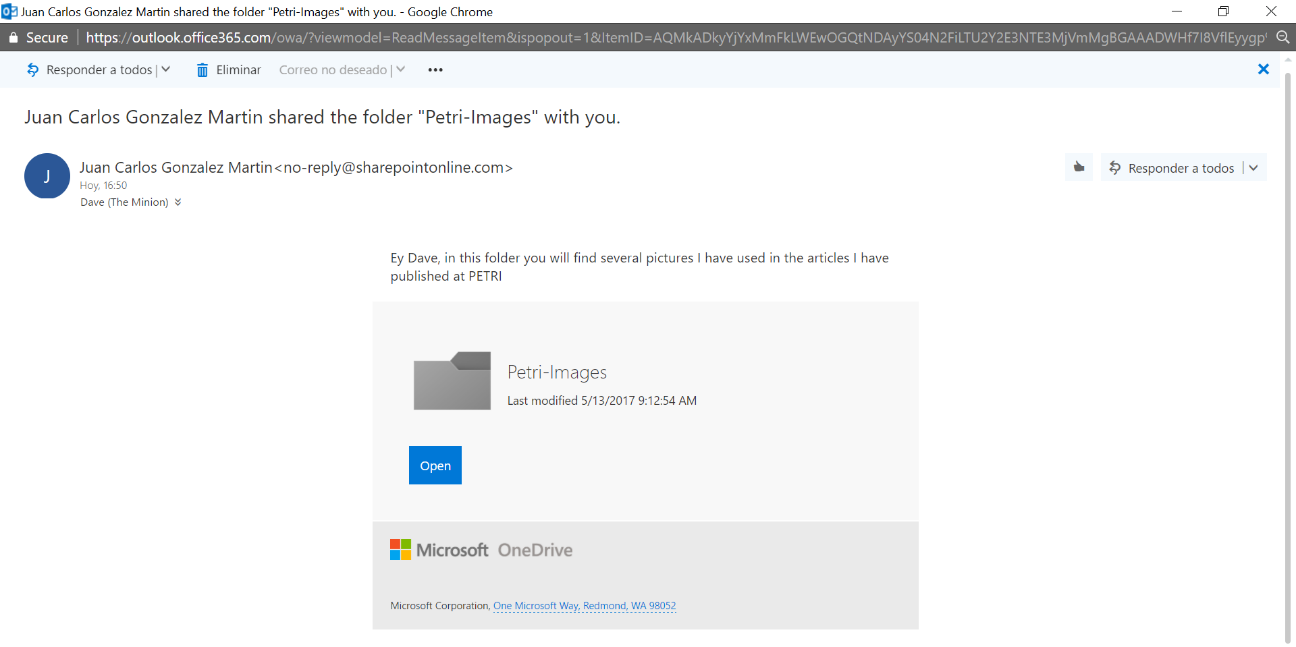 Juan Carlos Gonzalez Martin shared the folder "Petri-Images" with you. - Google Chrome
Secure | https://outlook.office365.com/owa/?viewmodel=ReadMessageItem&ispopout=1&ItemID=
Responder a todos | Eliminar Correo no deseado | •••
Juan Carlos Gonzalez Martin shared the folder "Petri-Images" with you.
J
Juan Carlos Gonzalez Martin<no-reply@sharepointonline.com>
Hoy, 16:50
Dave (The Minion)
Responder a todos |
Ey Dave, in this folder you will find several pictures I have used in the articles I have
published at PETRI
Petri-Images
Last modified 5/13/2017 9:12:54 AM
Open
Microsoft OneDrive
Microsoft Corporation, One Microsoft Way, Redmond, WA 98052